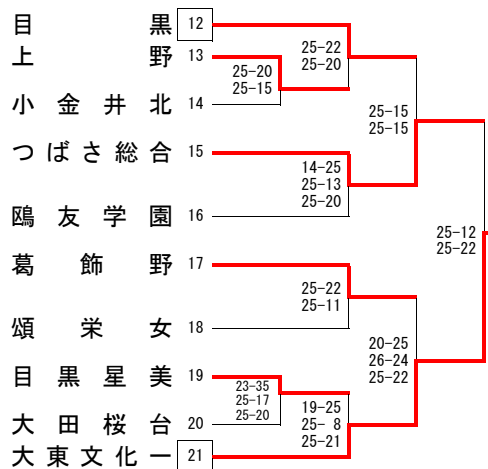 目黒 12
上野 13
25-22
25-20
25-20
25-15
小金井北 14
25-15
25-15
つばさ総合 15
14-25
25-13
25-20
鴎友学園 16
25-12
25-22
葛飾野 17
25-22
25-11
頌栄女 18
20-25
26-24
25-22
目黒星美 19
23-35
25-17
25-20
19-25
25- 8
25-21
大田桜台 20
大東文化一 21